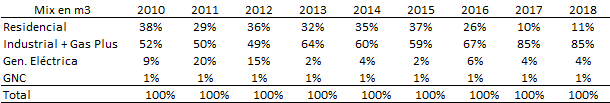 Mix en m3 2010 2011 2012 2013 2014 2015 2016 2017 2018
Residencial 38% 29% 36% 32% 35% 37% 26% 10% 11%
Industrial + Gas Plus 52% 50% 49% 64% 60% 59% 67% 85% 85%
Gen. Eléctrica 9% 20% 15% 2% 4% 2% 6% 4% 4%
GNC 1% 1% 1% 1% 1% 1% 1% 1% 1%
Total 100% 100% 100% 100% 100% 100% 100% 100% 100%